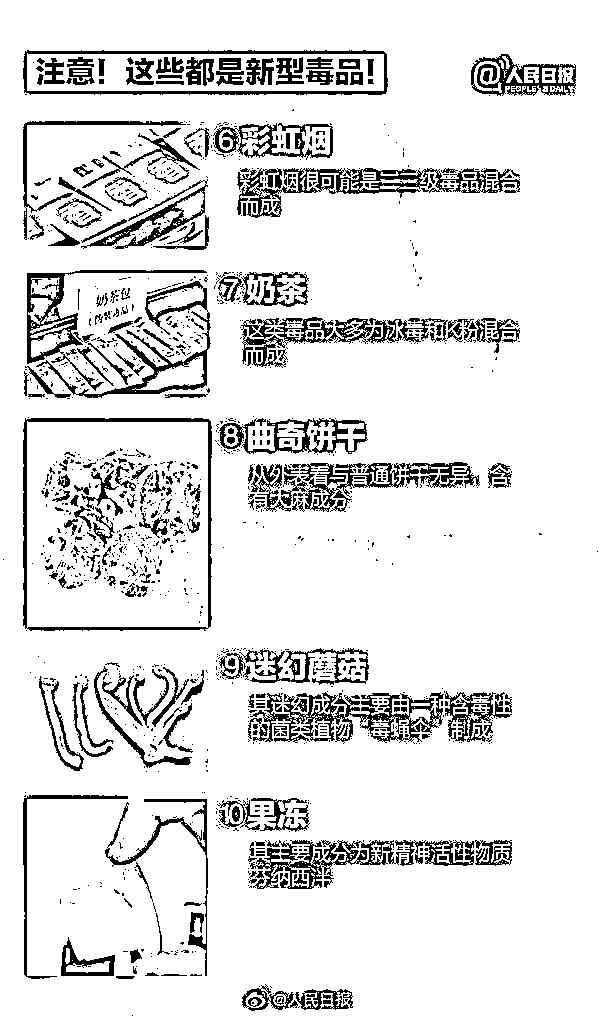 注意！这些都是新型毒品！
@人民日报
PEOPLE'S DAILY
⑥彩虹烟
彩虹烟很可能是二三级毒品混合
而成
⑦奶茶
奶茶包
这类毒品大多为冰毒和K粉混合
而成
⑧曲奇饼干
从外表看与普通饼干无异，含
有大麻成分
⑨迷幻蘑菇
其迷幻成分主要由一种含毒性
的菌类植物“毒蝇伞”制成
⑩果冻
其主要成分为新精神活性物质
芬纳西泮
@人民日报